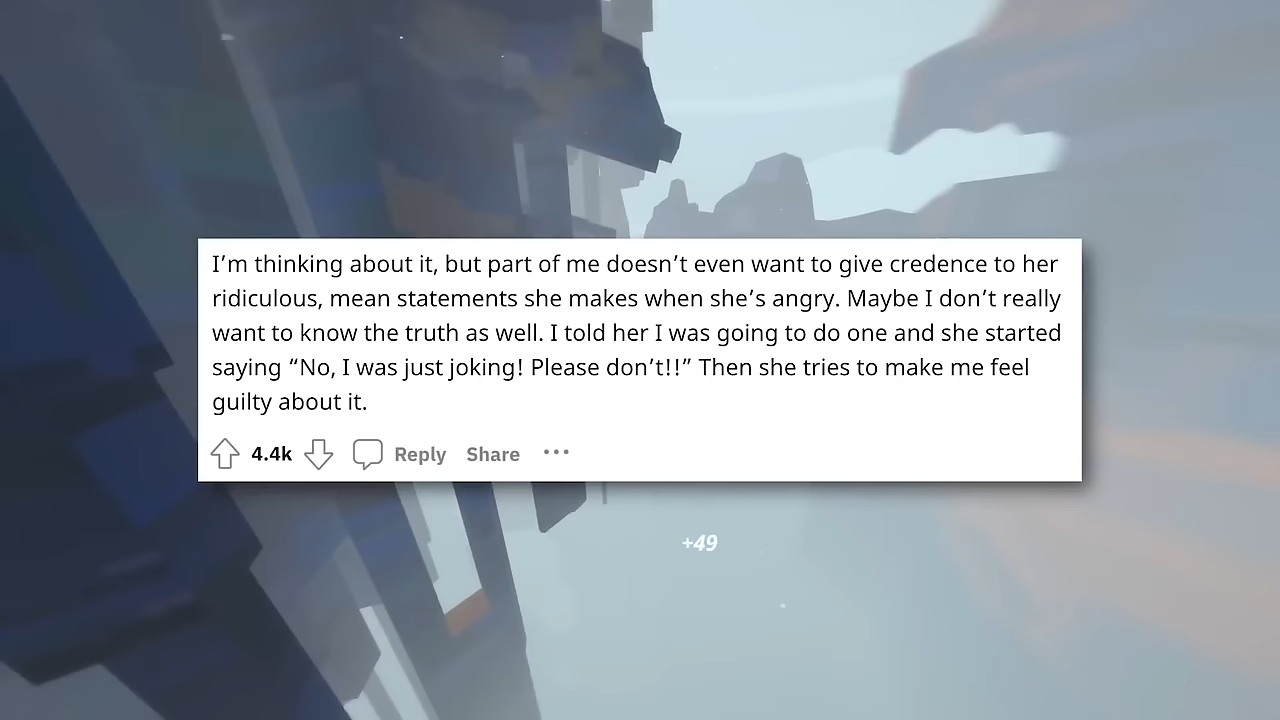 I’m thinking about it, but part of me doesn’t even want to give credence to her
ridiculous, mean statements she makes when she’s angry. Maybe I don’t really
want to know the truth as well. I told her I was going to do one and she started
saying “No, I was just joking! Please don’t!!” Then she tries to make me feel
guilty about it.
4.4k Reply Share ···
+49